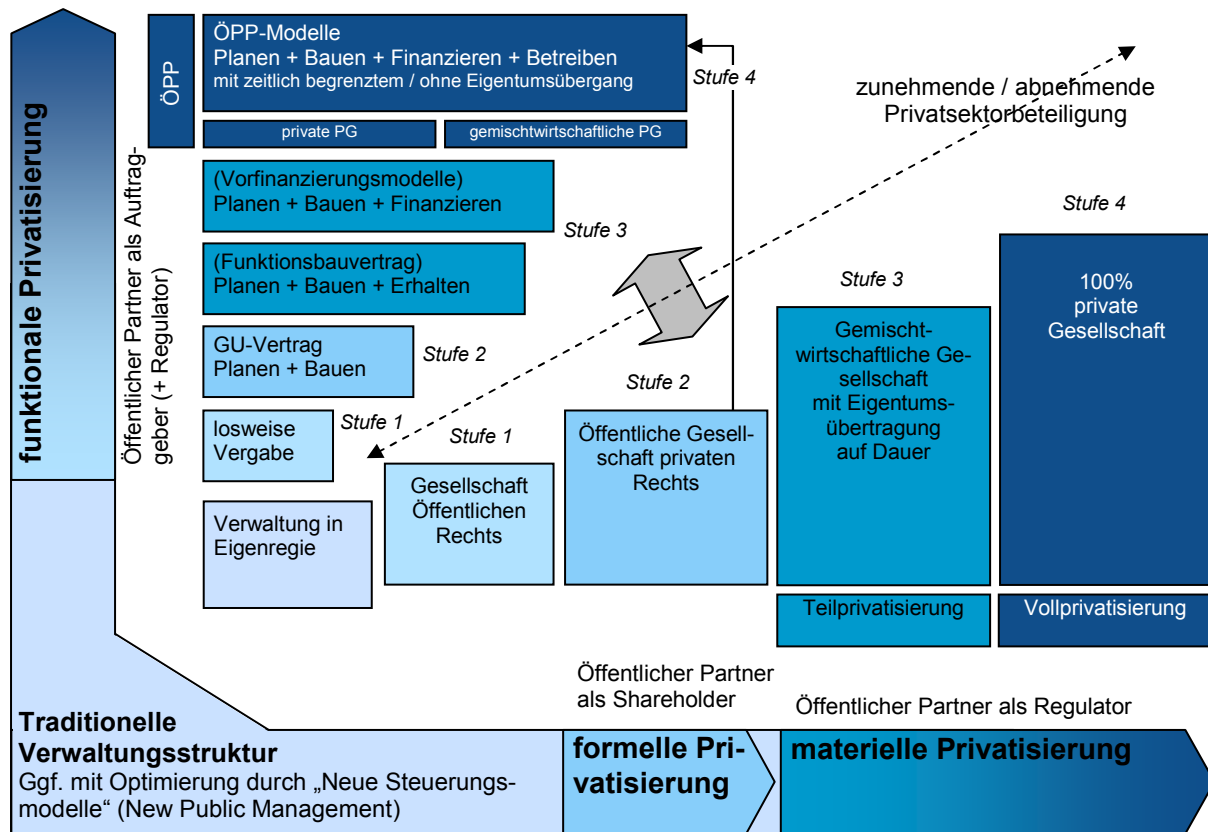 ÖPP-Modelle
Planen + Bauen + Finanzieren + Betreiben
mit zeitlich begrenztem / ohne Eigentumsübergang
ÖPP
private PG
gemischtwirtschaftliche PG
Stufe 4
zunehmende / abnehmende
Privatsektorbeteiligung
funktionale Privatisierung
Öffentlicher Partner als Auftrag-
geber (+ Regulator)
(Vorfinanzierungsmodelle)
Planen + Bauen + Finanzieren
Stufe 3
(Funktionsbauvertrag)
Planen + Bauen + Erhalten
GU-Vertrag
Planen + Bauen
Stufe 2
losweise
Vergabe
Stufe 1
Verwaltung in
Eigenregie
Stufe 1
Gesellschaft
Öffentlichen
Rechts
Stufe 2
Öffentliche Gesell-
schaft privaten
Rechts
Stufe 3
Gemischt-
wirtschaftliche Ge-
sellschaft
mit Eigentums-
übertragung
auf Dauer
Stufe 4
100%
private
Gesellschaft
Teilprivatisierung
Vollprivatisierung
Öffentlicher Partner
als Shareholder
Öffentlicher Partner als Regulator
Traditionelle
Verwaltungsstruktur
Ggf. mit Optimierung durch „Neue Steuerungs-
modelle“ (New Public Management)
formelle Pri-
vatisierung
materielle Privatisierung